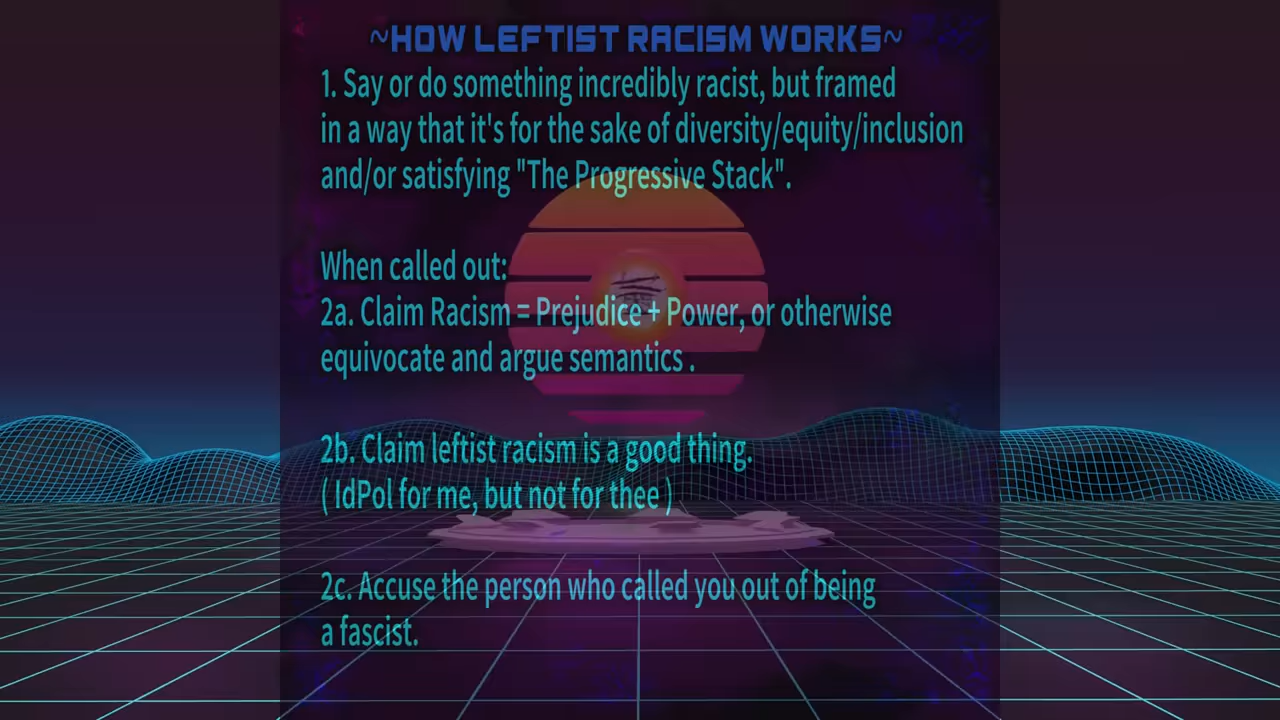 ~HOW LEFTIST RACISM WORKS~
1. Say or do something incredibly racist, but framed
in a way that it's for the sake of diversity/equity/inclusion
and/or satisfying "The Progressive Stack".
When called out:
2a. Claim Racism = Prejudice + Power, or otherwise
equivocate and argue semantics .
2b. Claim leftist racism is a good thing.
( IdPol for me, but not for thee )
2c. Accuse the person who called you out of being
a fascist.